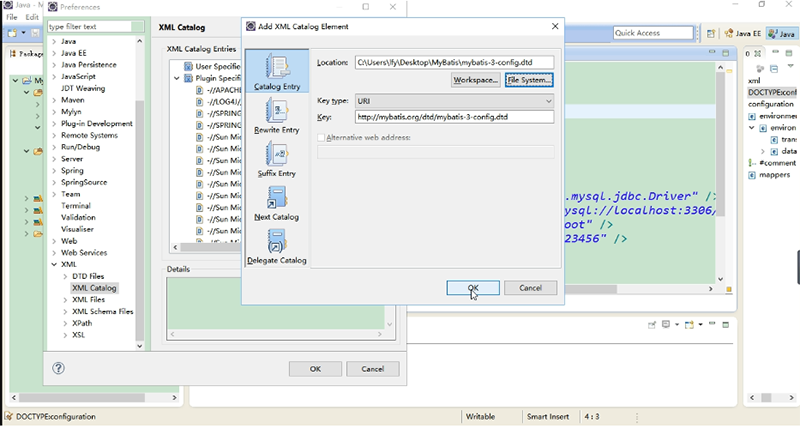 Java -
Preferences
File Edit
type filter text
XML Catalog
Java
Java EE
Java Persistence
JavaScript
JDT Weaving
Maven
Mylyn
Plug-in Development
Remote Systems
Run/Debug
Server
Spring
SpringSource
Team
Terminal
Validation
Visualiser
Web
Web Services
XML
DTD Files
XML Catalog
XML Files
XML Schema Files
XPath
XSL
XML Catalog Entries
User Specifie
Plugin Specifi
-//APACHE
-//LOG4J/
-//SPRING
-//SPRING
-//Sun Mic
-//Sun Mic
-//Sun Mic
-//Sun Mic
-//Sun Mic
-//Sun Mic
-//Sun Mic
-//Sun Mic
Details
OK
Cancel
Add XML Catalog Element
Catalog Entry
Rewrite Entry
Suffix Entry
Next Catalog
Delegate Catalog
Location: C:\Users\lfy\Desktop\MyBatis\mybatis-3-config.dtd
Workspace... File System...
Key type: URI
Key: http://mybatis.org/dtd/mybatis-3-config.dtd
Alternative web address:
OK Cancel
Quick Access
Java EE Java
.mysql.jdbc.Driver" />
ysql://localhost:3306/
oot" />
23456" />
xml
DOCTYPE:configuration
configuration
environmen
environ
trans
data
#comment
mappers
DOCTYPE:configuration
Writable
Smart Insert
4 : 3